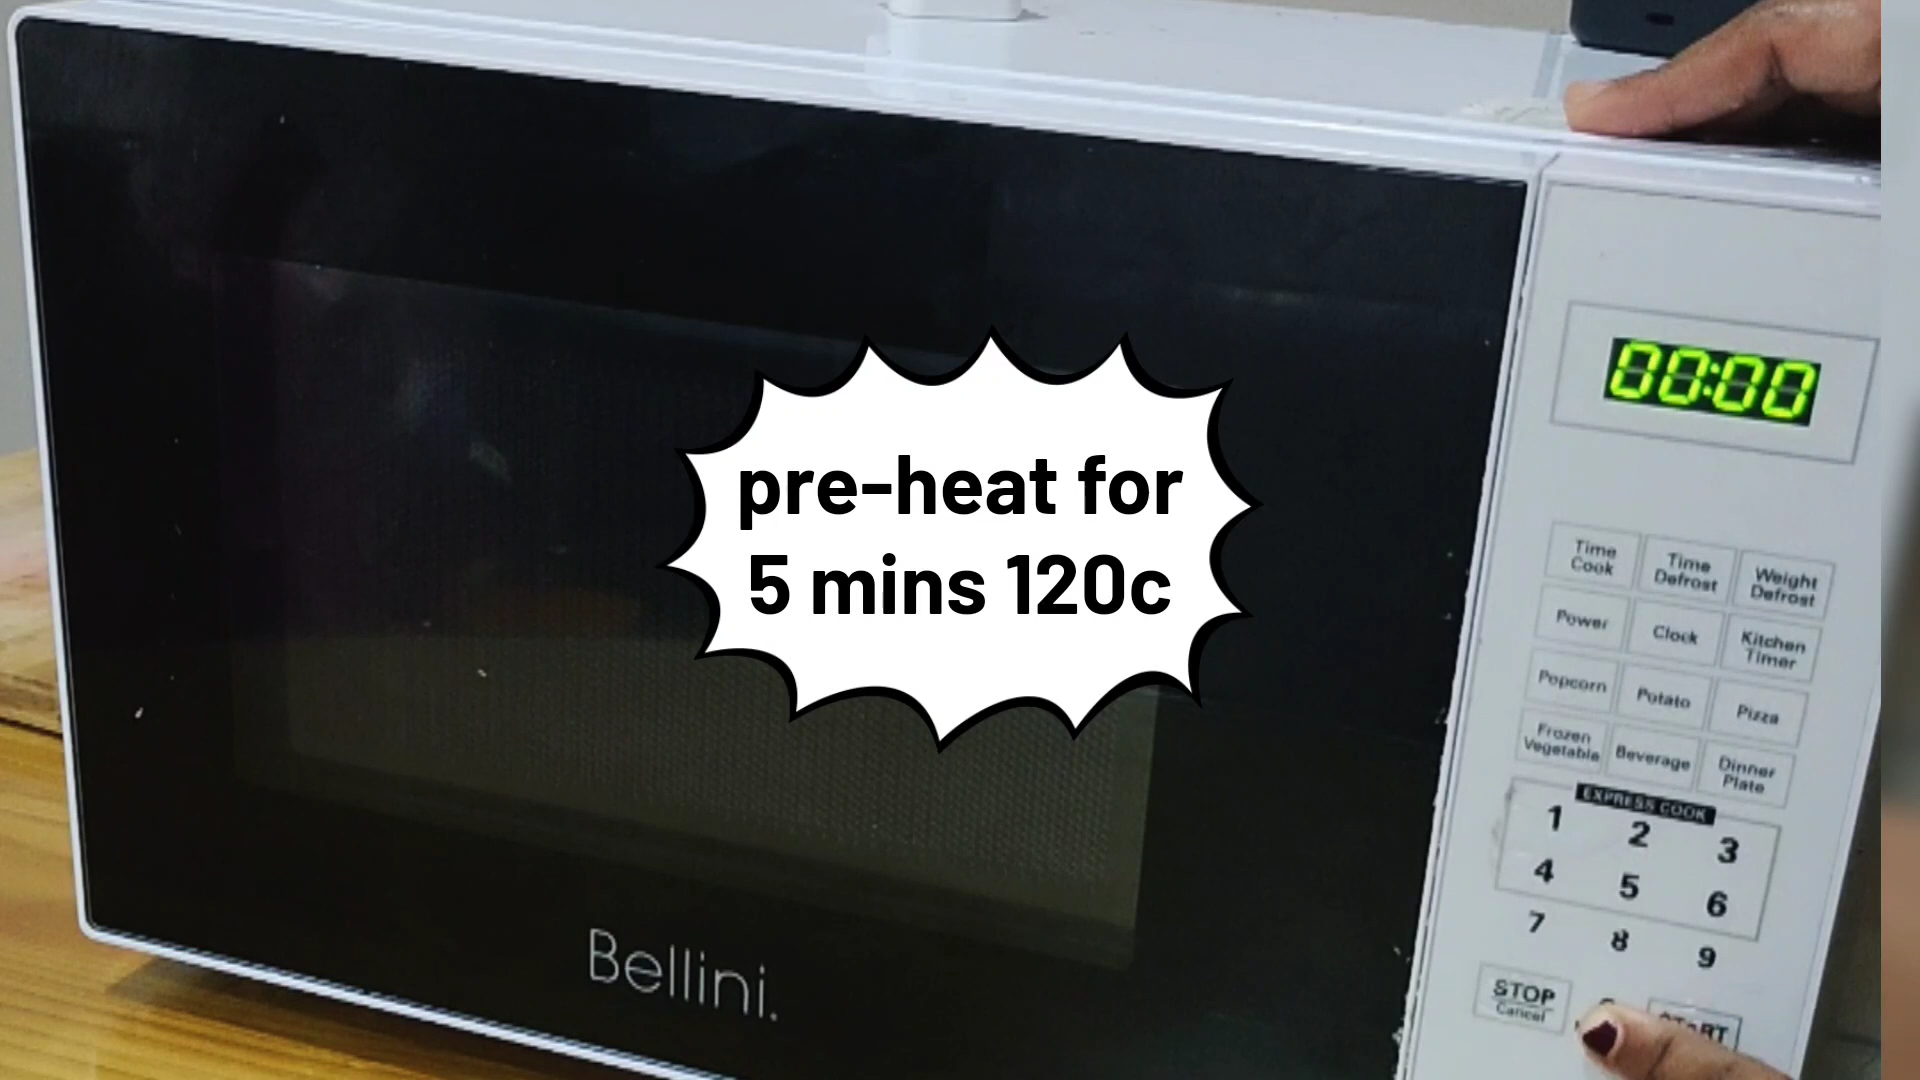 pre-heat for
5 mins 120c
00:00
Time Cook
Time Defrost
Weight Defrost
Power
Clock
Kitchen Timer
Popcorn
Potato
Pizza
Frozen Vegetable
Beverage
Dinner Plate
EXPRESS COOK
1 2 3
4 5 6
7 8 9
STOP
Cancel
START
Bellini.